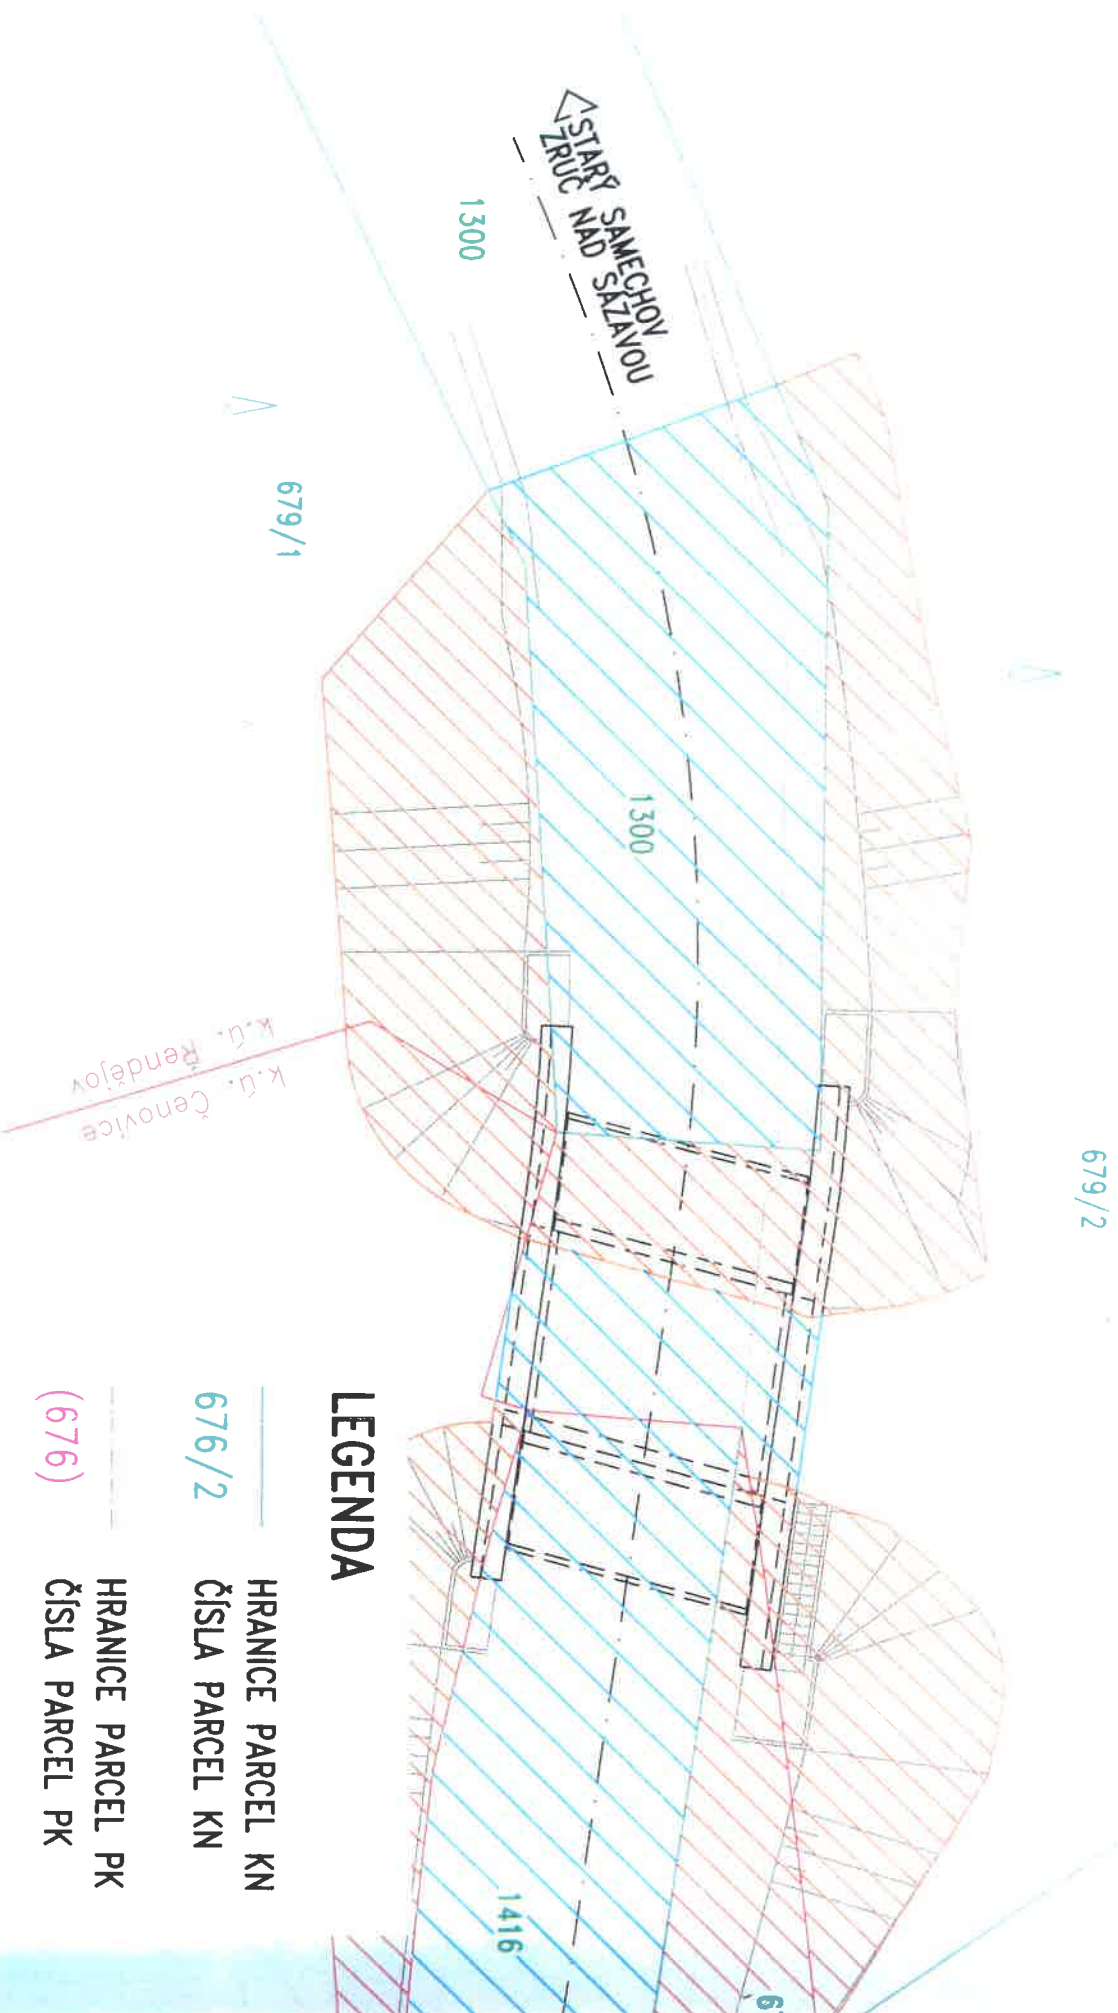 STARÝ SAMECHOV
ZRUČ NAD SÁZAVOU
1300
679/1
1300
679/2
k.ú. Řendějov
k.ú. Čenovice
1416
LEGENDA
HRANICE PARCEL KN
676/2 ČÍSLA PARCEL KN
HRANICE PARCEL PK
(676) ČÍSLA PARCEL PK